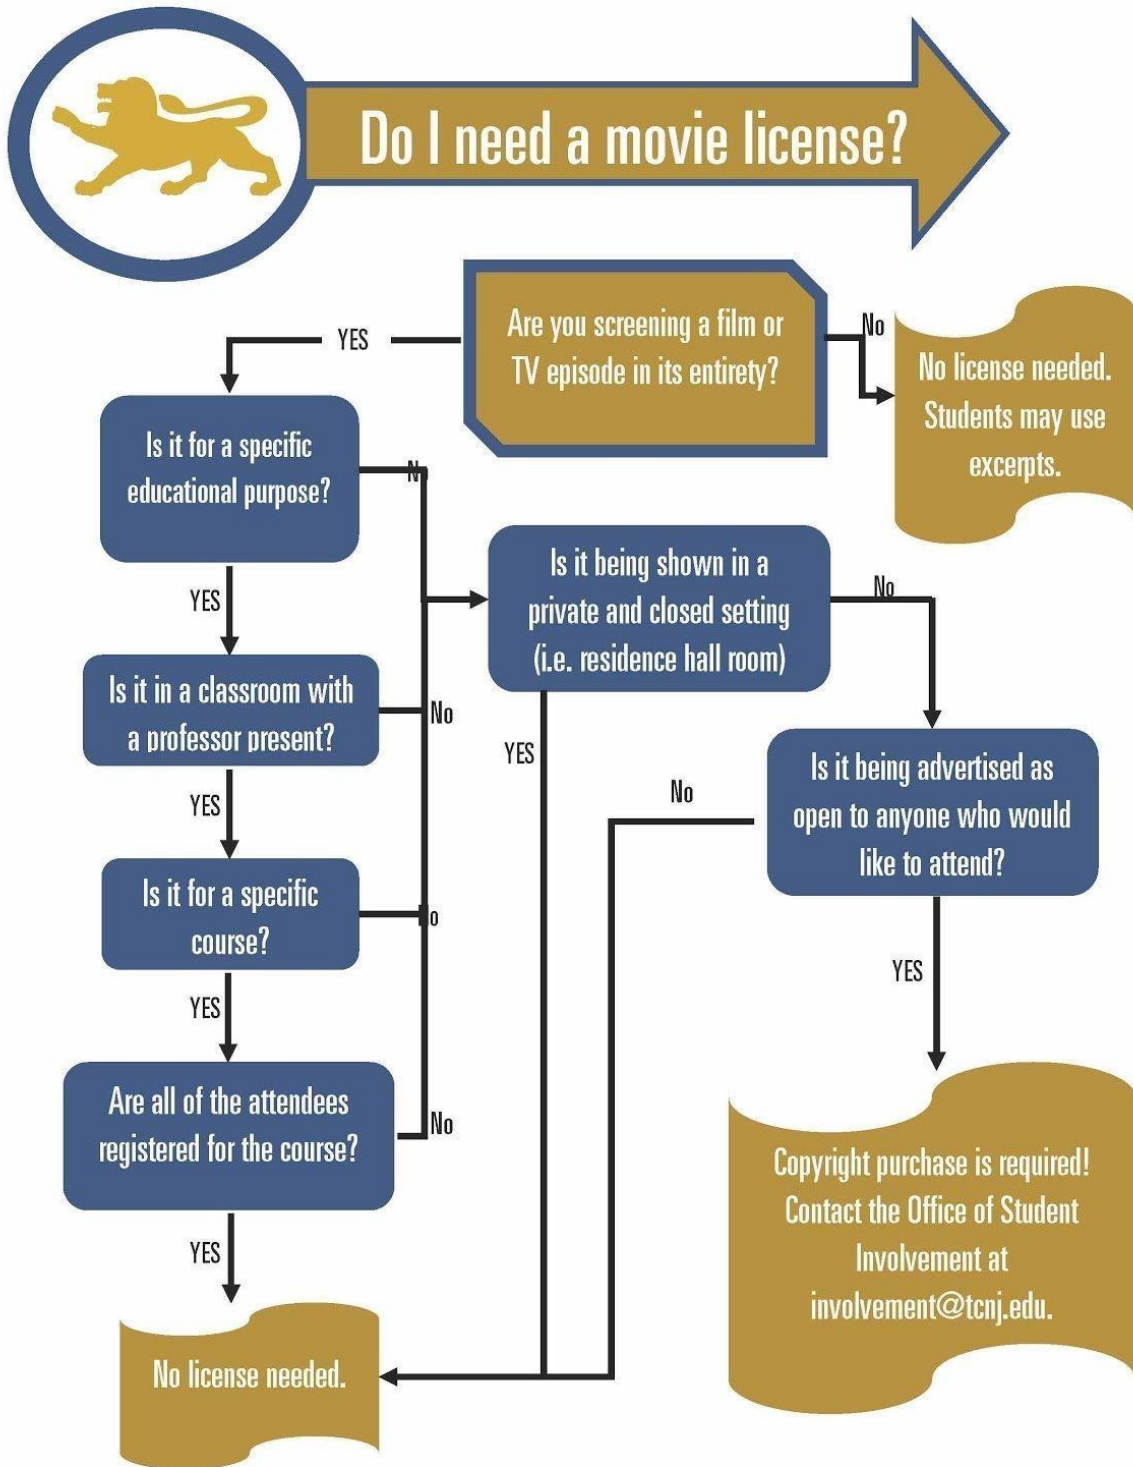 Do I need a movie license?
Are you screening a film or
TV episode in its entirety?
YES
No
No license needed.
Students may use
excerpts.
Is it for a specific
educational purpose?
No
YES
Is it being shown in a
private and closed setting
(i.e. residence hall room)
No
YES
Is it in a classroom with
a professor present?
No
YES
Is it being advertised as
open to anyone who would
like to attend?
No
YES
Is it for a specific
course?
No
YES
Are all of the attendees
registered for the course?
No
YES
No license needed.
Copyright purchase is required!
Contact the Office of Student
Involvement at
involvement@tcnj.edu.